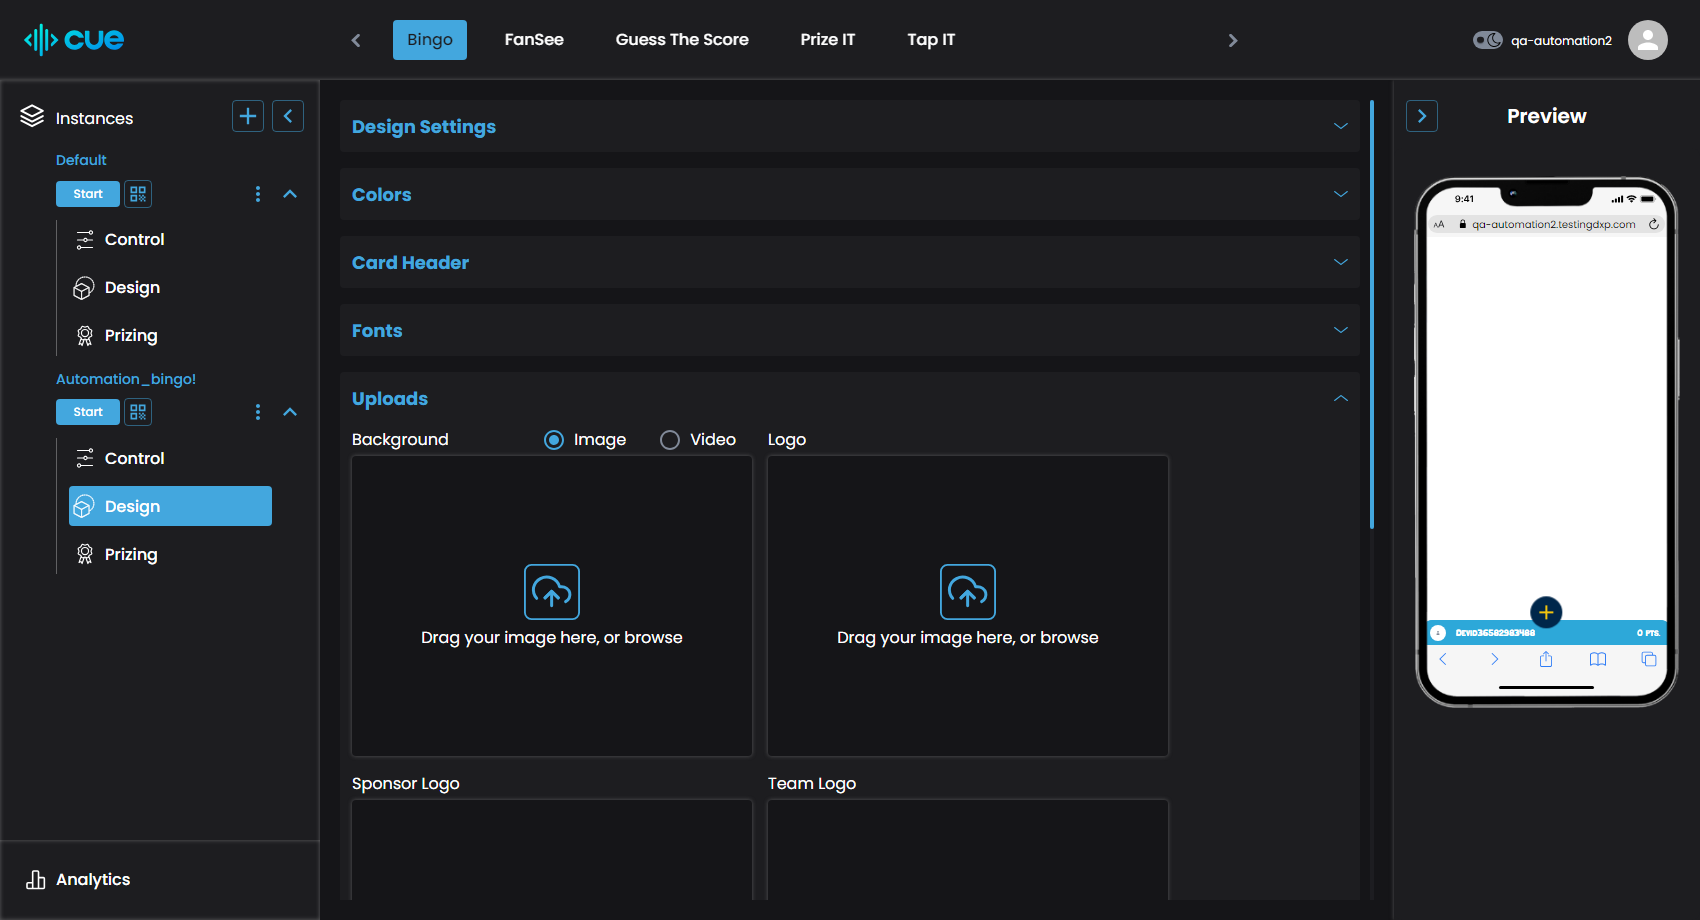 cue
Bingo
FanSee
Guess The Score
Prize IT
Tap IT
qa-automation2
Instances
Default
Start
Control
Design
Prizing
Automation_bingo!
Start
Control
Design
Prizing
Analytics
Design Settings
Colors
Card Header
Fonts
Uploads
Background
Image
Video
Logo
Drag your image here, or browse
Drag your image here, or browse
Sponsor Logo
Team Logo
Preview
9:41
AA qa-automation2.testingdxp.com
DEVID36582983488 0 PTS.